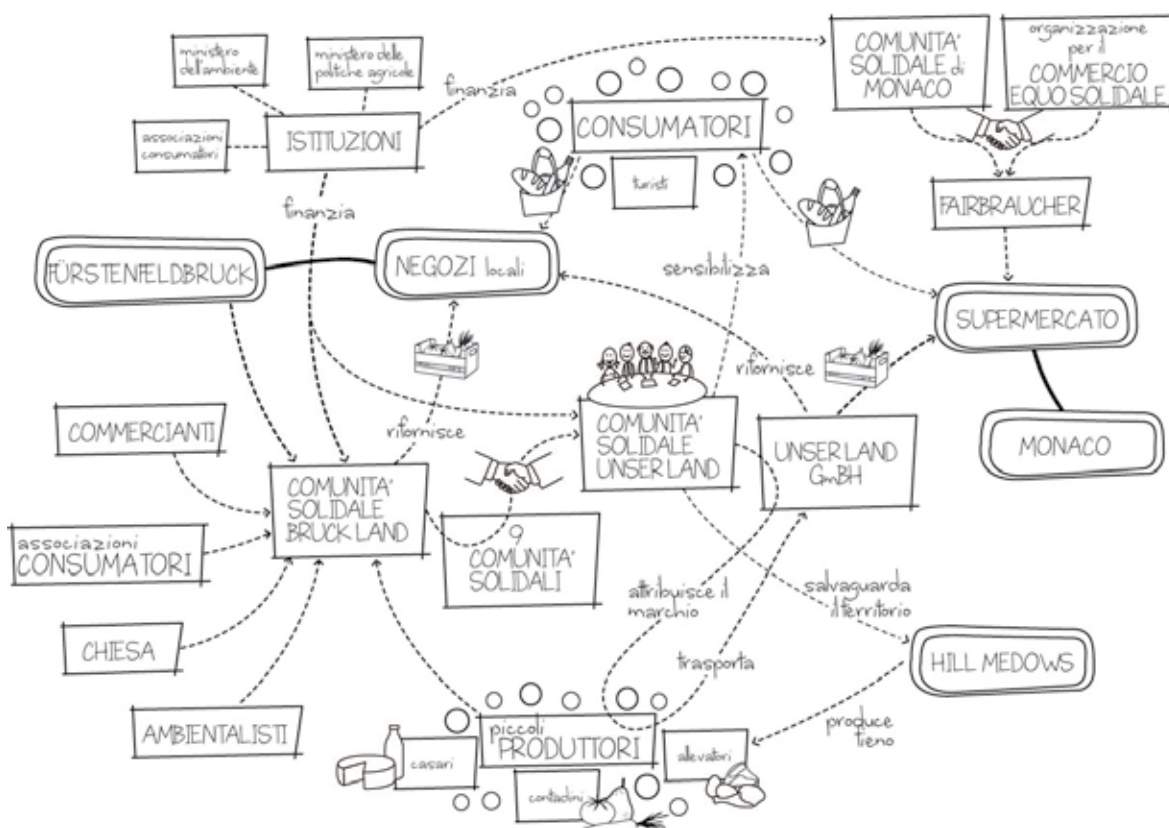 ministero
dell'ambiente
ministero delle
politiche agricole
finanzia
COMUNITA'
SOLIDALE di
MONACO
organizzazione
per il
COMMERCIO
EQUO SOLIDALE
associazioni
consumatori
ISTITUZIONI
CONSUMATORI
turisti
finanzia
FAIRBRAUCHER
FÜRSTENFELDBRUCK
NEGOZI locali
sensibilizza
SUPERMERCATO
rifornisce
COMMERCIANTI
rifornisce
COMUNITA'
SOLIDALE
UNSER LAND
UNSER LAND
GmBH
MONACO
COMUNITA'
SOLIDALE
BRUCK LAND
associazioni
CONSUMATORI
9
COMUNITA'
SOLIDALI
attribuisce il
marchio
salvaguarda
il territorio
CHIESA
trasporta
HILL MEDOWS
AMBIENTALISTI
piccoli
PRODUTTORI
produce
fieno
casari
allevatori
contadini